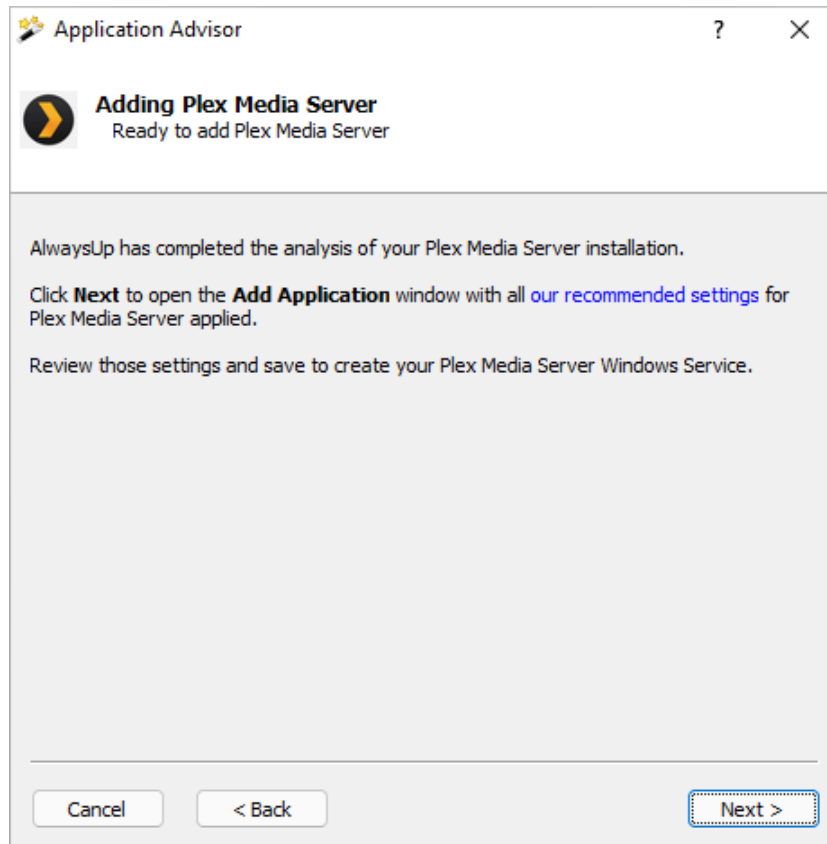 Application Advisor
?
Adding Plex Media Server
Ready to add Plex Media Server
AlwaysUp has completed the analysis of your Plex Media Server installation.
Click Next to open the Add Application window with all our recommended settings for
Plex Media Server applied.
Review those settings and save to create your Plex Media Server Windows Service.
Cancel
< Back
Next >